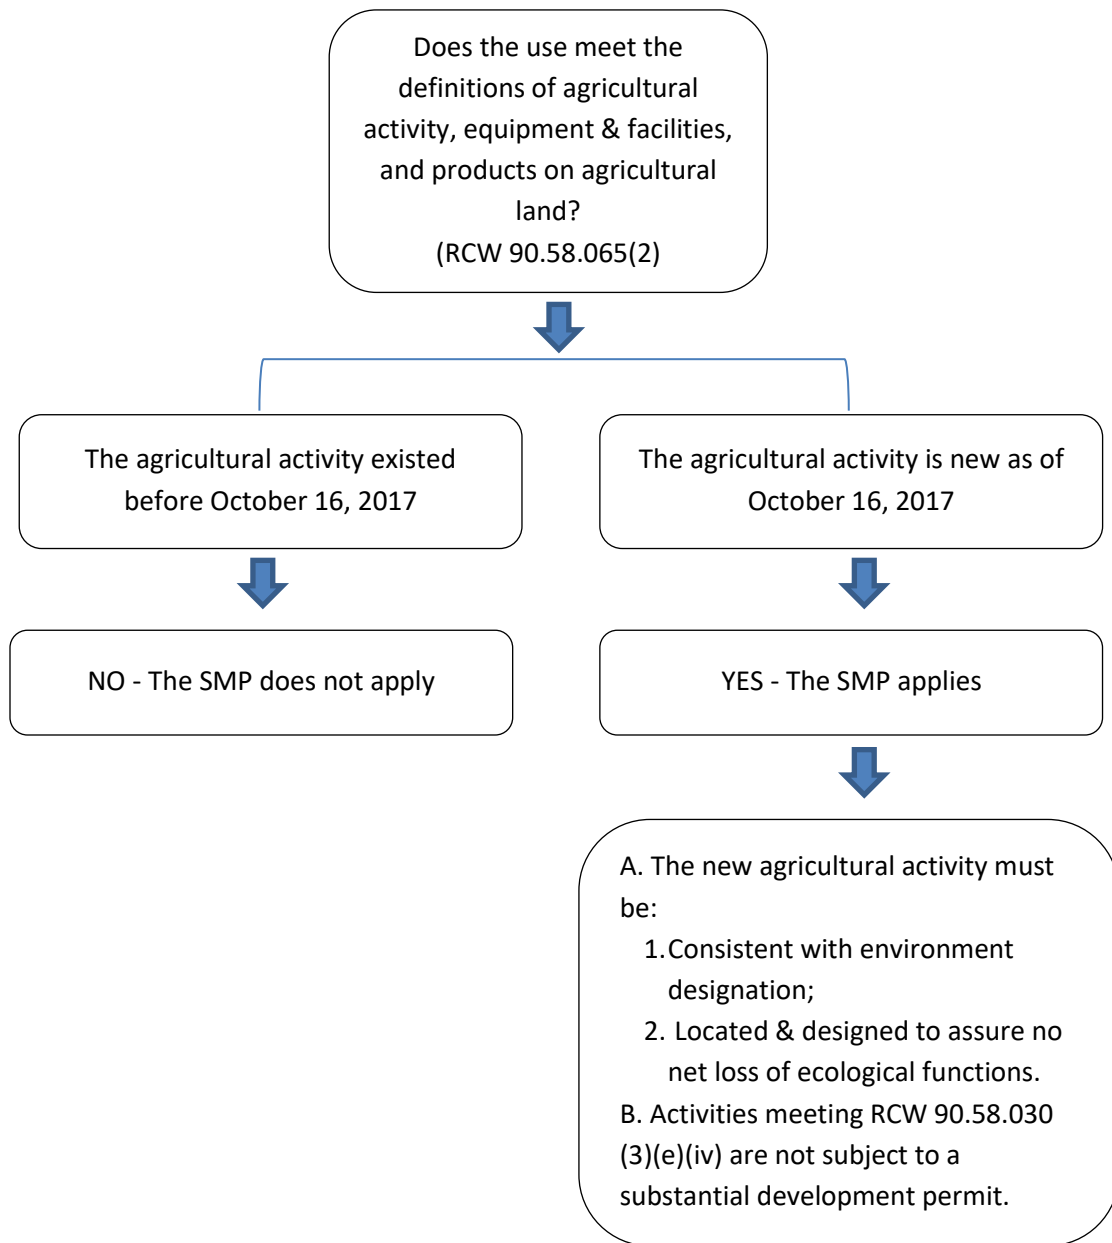 Does the use meet the
definitions of agricultural
activity, equipment & facilities,
and products on agricultural
land?
(RCW 90.58.065(2)
The agricultural activity existed
before October 16, 2017
The agricultural activity is new as of
October 16, 2017
NO - The SMP does not apply
YES - The SMP applies
A. The new agricultural activity must
be:
1. Consistent with environment
designation;
2. Located & designed to assure no
net loss of ecological functions.
B. Activities meeting RCW 90.58.030
(3)(e)(iv) are not subject to a
substantial development permit.